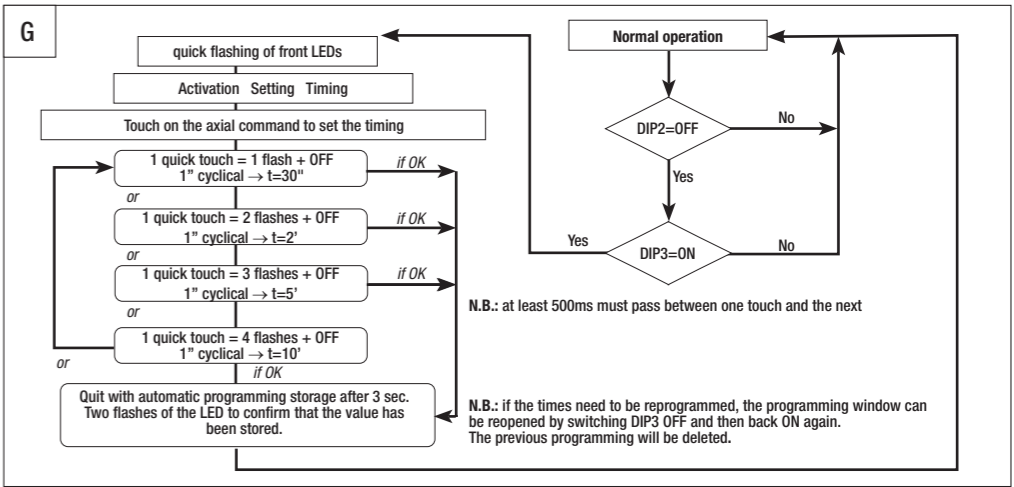 G
quick flashing of front LEDs
Activation Setting Timing
Touch on the axial command to set the timing
1 quick touch = 1 flash + OFF
1” cyclical → t=30"
if OK
or
1 quick touch = 2 flashes + OFF
1” cyclical → t=2’
if OK
or
1 quick touch = 3 flashes + OFF
1” cyclical → t=5’
if OK
or
1 quick touch = 4 flashes + OFF
1” cyclical → t=10’
or
if OK
Quit with automatic programming storage after 3 sec.
Two flashes of the LED to confirm that the value has
been stored.
Normal operation
DIP2=OFF
No
Yes
DIP3=ON
Yes
No
N.B.: at least 500ms must pass between one touch and the next
N.B.: if the times need to be reprogrammed, the programming window can
be reopened by switching DIP3 OFF and then back ON again.
The previous programming will be deleted.